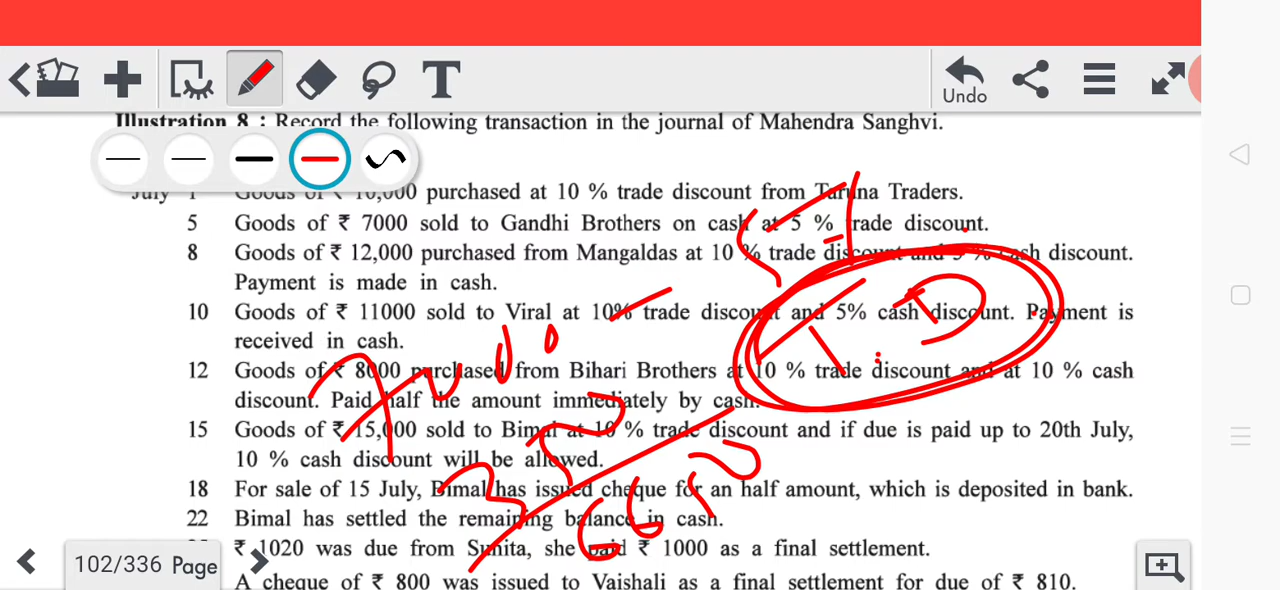 T
Undo
Illustration 8 : Record the following transaction in the journal of Mahendra Sanghvi.
July 1 Goods of ₹ 10,000 purchased at 10 % trade discount from Taruna Traders.
5 Goods of ₹ 7000 sold to Gandhi Brothers on cash at 5 % trade discount.
8 Goods of ₹ 12,000 purchased from Mangaldas at 10 % trade discount and 5 % cash discount.
Payment is made in cash.
10 Goods of ₹ 11000 sold to Viral at 10% trade discount and 5% cash discount. Payment is
received in cash.
12 Goods of ₹ 8000 purchased from Bihari Brothers at 10 % trade discount and at 10 % cash
discount. Paid half the amount immediately by cash.
15 Goods of ₹ 15,000 sold to Bimal at 10 % trade discount and if due is paid up to 20th July,
10 % cash discount will be allowed.
18 For sale of 15 July, Bimal has issued cheque for an half amount, which is deposited in bank.
22 Bimal has settled the remaining balance in cash.
₹ 1020 was due from Sunita, she paid ₹ 1000 as a final settlement.
A cheque of ₹ 800 was issued to Vaishali as a final settlement for due of ₹ 810.
T.D
7000
350
6650
102/336 Page